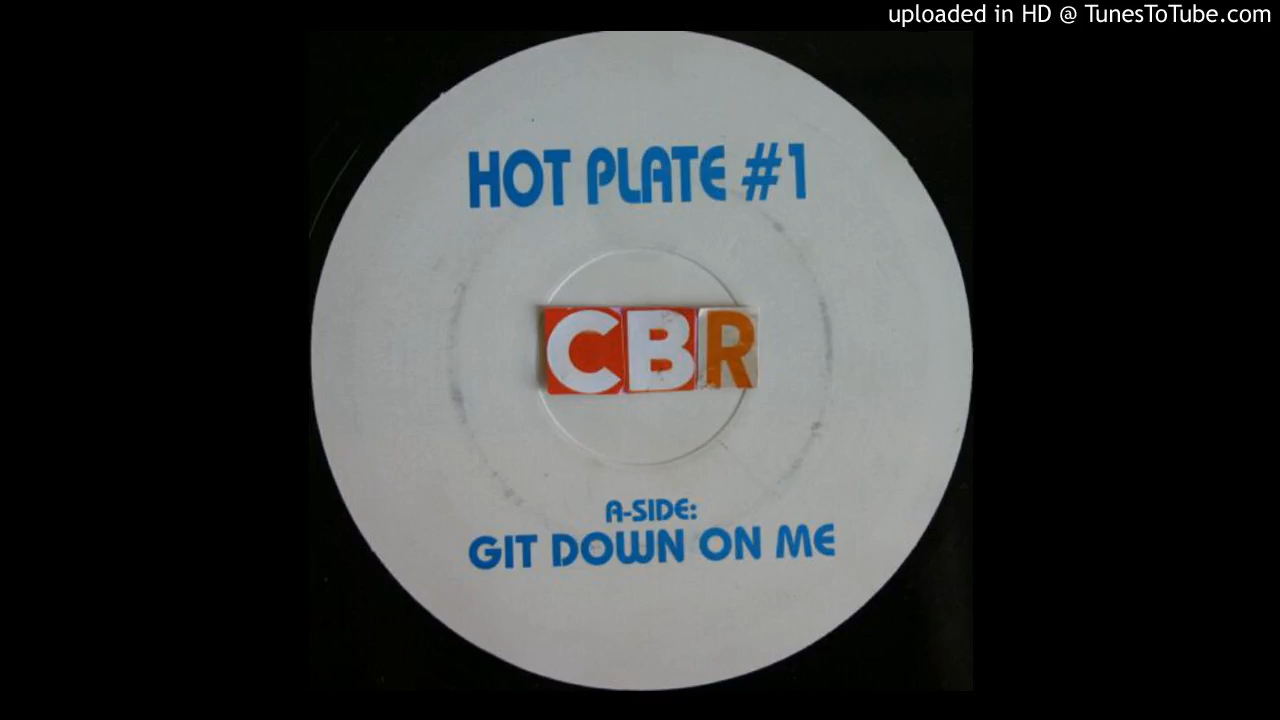 uploaded in HD @ TunesToTube.com
HOT PLATE #1
CBR
A-SIDE:
GIT DOWN ON ME